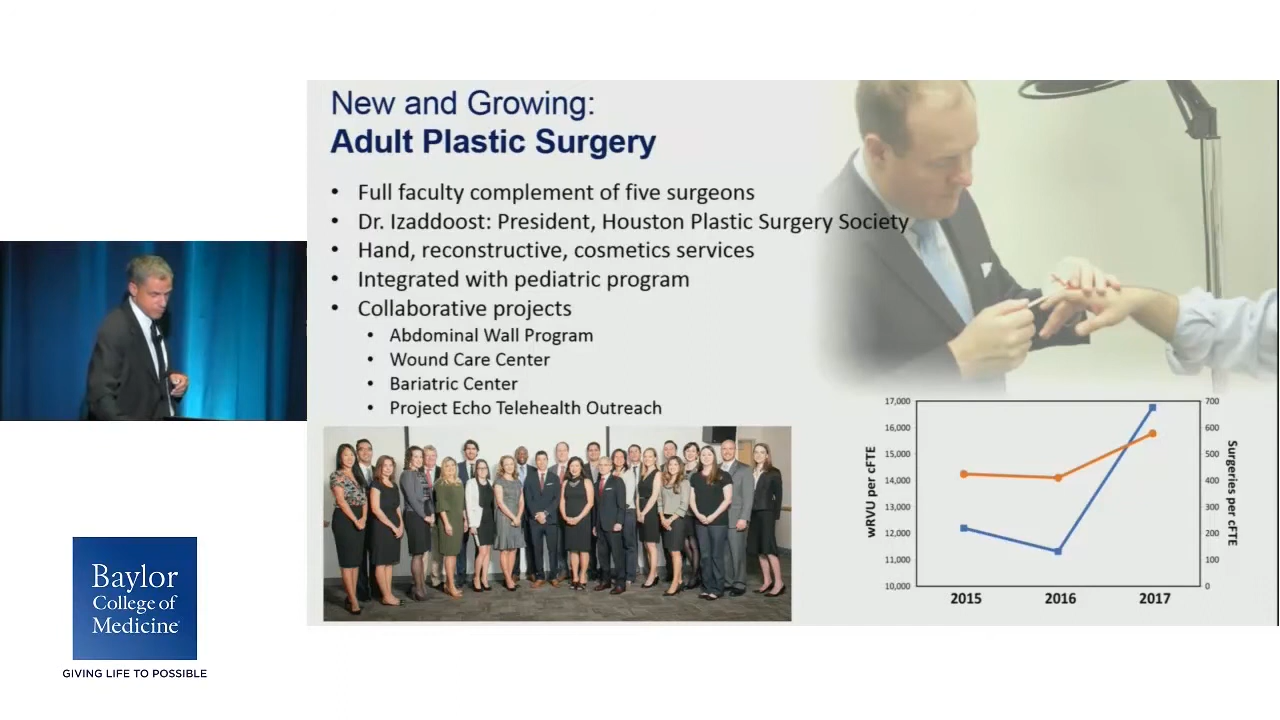 New and Growing:
Adult Plastic Surgery
• Full faculty complement of five surgeons
• Dr. Izaddoost: President, Houston Plastic Surgery Society
• Hand, reconstructive, cosmetics services
• Integrated with pediatric program
• Collaborative projects
• Abdominal Wall Program
• Wound Care Center
• Bariatric Center
• Project Echo Telehealth Outreach
wRVU per cFTE
17,000
16,000
15,000
14,000
13,000
12,000
11,000
10,000
700
600
500
400
300
200
100
0
Surgeries per cFTE
2015 2016 2017
Baylor
College of
Medicine
GIVING LIFE TO POSSIBLE